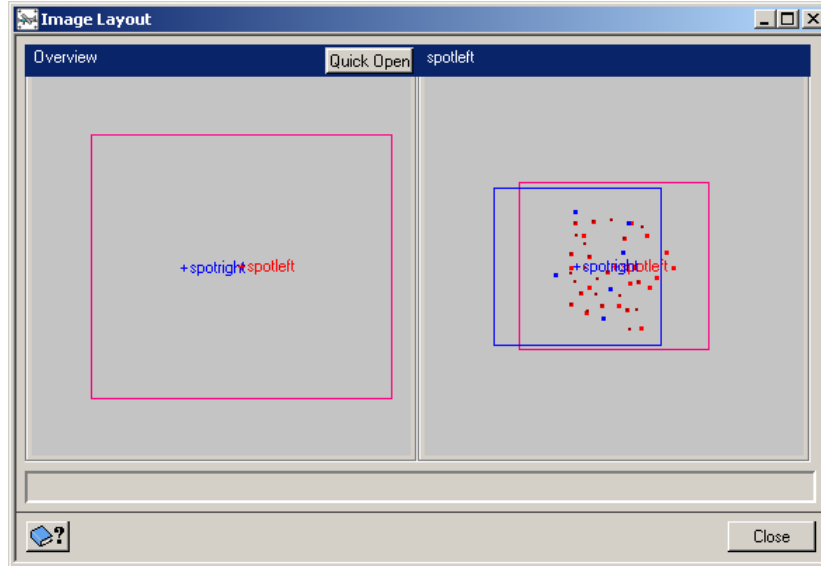 Image Layout
Overview
Quick Open
spotleft
+spotright
+spotleft
+spotright
spotleft
?
Close